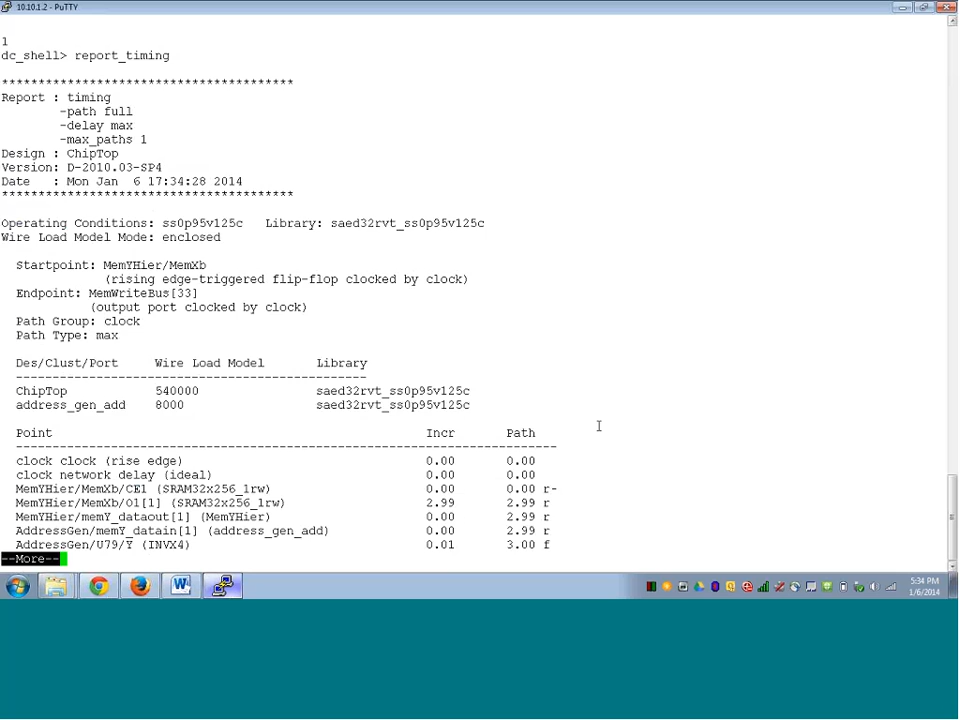 10.10.1.2 - PuTTY
1
dc_shell> report_timing
****************************************
Report : timing
-path full
-delay max
-max_paths 1
Design : ChipTop
Version: D-2010.03-SP4
Date   : Mon Jan  6 17:34:28 2014
****************************************
Operating Conditions: ss0p95v125c   Library: saed32rvt_ss0p95v125c
Wire Load Model Mode: enclosed
Startpoint: MemYHier/MemXb
(rising edge-triggered flip-flop clocked by clock)
Endpoint: MemWriteBus[33]
(output port clocked by clock)
Path Group: clock
Path Type: max
Des/Clust/Port     Wire Load Model       Library
------------------------------------------------
ChipTop            540000                saed32rvt_ss0p95v125c
address_gen_add    8000                  saed32rvt_ss0p95v125c
Point                                    Incr       Path
--------------------------------------------------------------------------
clock clock (rise edge)                  0.00       0.00
clock network delay (ideal)              0.00       0.00
MemYHier/MemXb/CE1 (SRAM32x256_1rw)      0.00       0.00 r-
MemYHier/MemXb/O1[1] (SRAM32x256_1rw)    2.99       2.99 r
MemYHier/memY_dataout[1] (MemYHier)      0.00       2.99 r
AddressGen/memY_datain[1] (address_gen_add)   0.00       2.99 r
AddressGen/U79/Y (INVX4)                 0.01       3.00 f
--More--
5:34 PM
1/6/2014